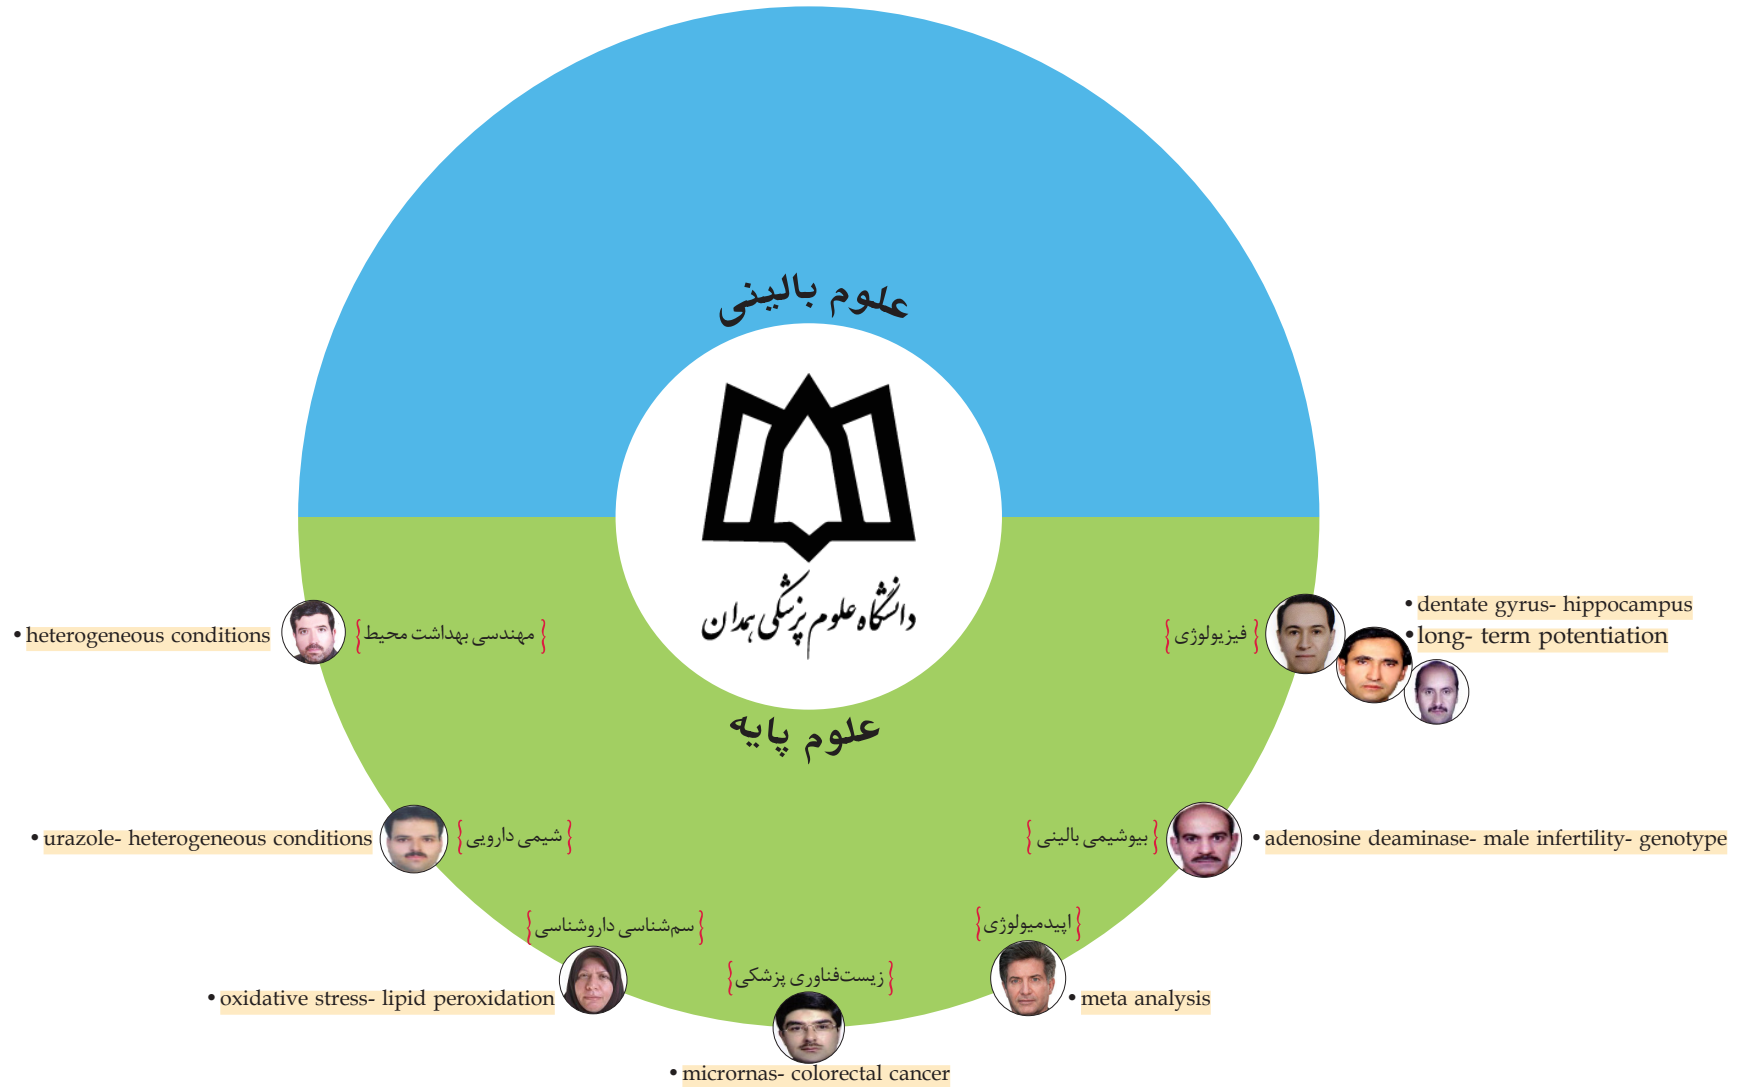 علوم بالینی
دانشگاه علوم پزشکی همدان
علوم پایه
{فیزیولوژی}
• dentate gyrus- hippocampus
• long- term potentiation
{مهندسی بهداشت محیط}
• heterogeneous conditions
{بیوشیمی بالینی}
• adenosine deaminase- male infertility- genotype
{شیمی دارویی}
• urazole- heterogeneous conditions
{اپیدمیولوژی}
• meta analysis
{سم‌شناسی داروشناسی}
• oxidative stress- lipid peroxidation
{زیست‌فناوری پزشکی}
• micrornas- colorectal cancer